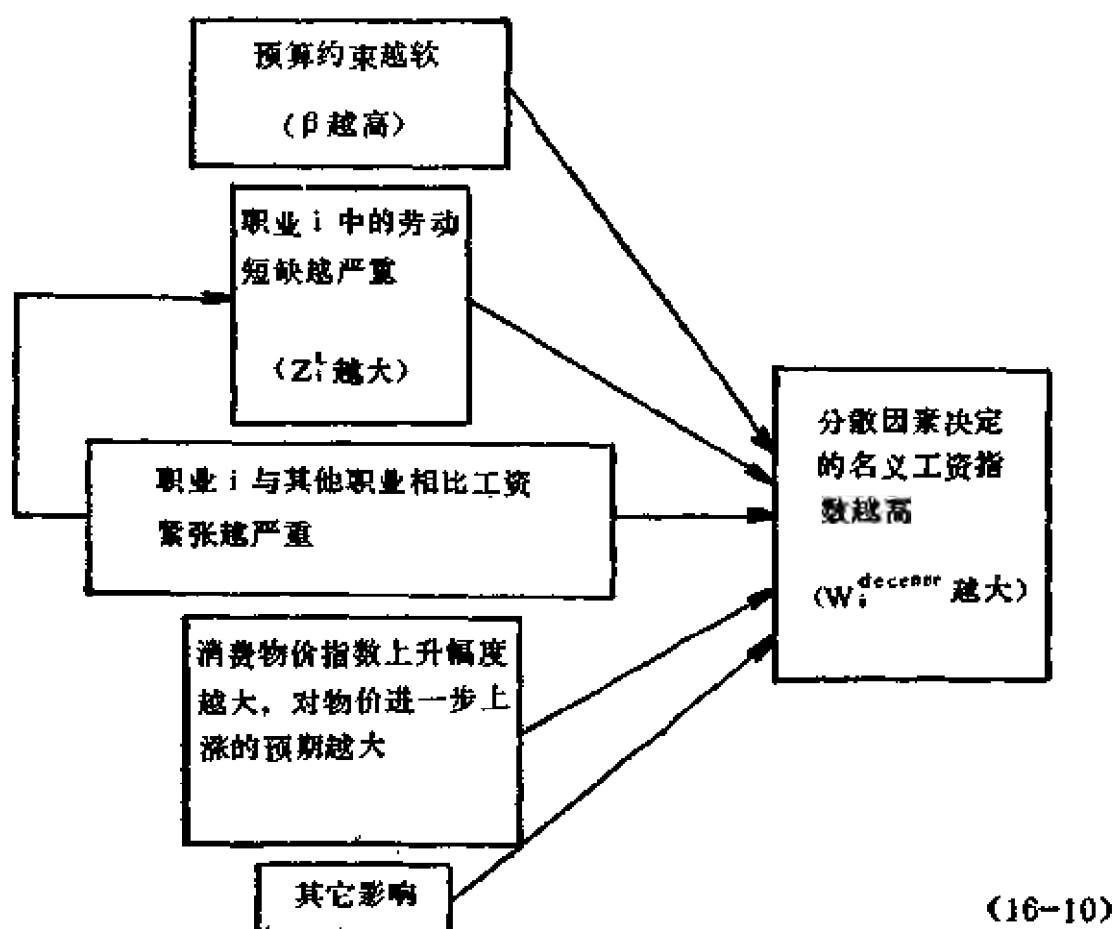 预算约束越软
(β越高)
职业 i 中的劳动
短缺越严重
(Zᵢᴸ越大)
职业 i 与其他职业相比工资
紧张越严重
消费物价指数上升幅度
越大，对物价进一步上
涨的预期越大
其它影响
分散因素决定
的名义工资指
数越高
(Wᵢ 越大)
(16-10)